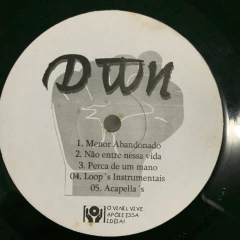 DWN
1. Menor Abandonado
2. Não entre nessa vida
3. Perca de um mano
04. Loop's Instrumentais
05. Acapella's
O VINIL VIVE
APOIE ESSA
IDÉIA!